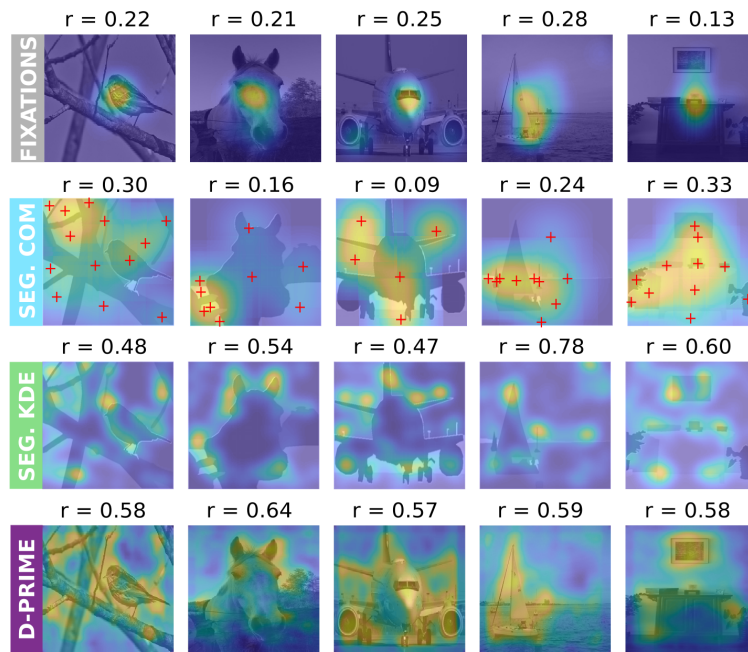 r = 0.22 r = 0.21 r = 0.25 r = 0.28 r = 0.13
FIXATIONS
r = 0.30 r = 0.16 r = 0.09 r = 0.24 r = 0.33
SEG. COM
r = 0.48 r = 0.54 r = 0.47 r = 0.78 r = 0.60
SEG. KDE
r = 0.58 r = 0.64 r = 0.57 r = 0.59 r = 0.58
D-PRIME